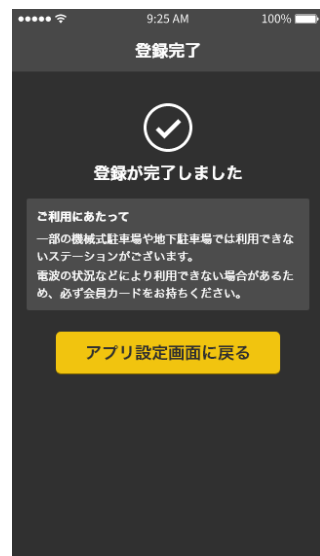 9:25 AM
100%
登録完了
登録が完了しました
ご利用にあたって
一部の機械式駐車場や地下駐車場では利用できな
いステーションがございます。
電波の状況などにより利用できない場合があるた
め、必ず会員カードをお持ちください。
アプリ設定画面に戻る